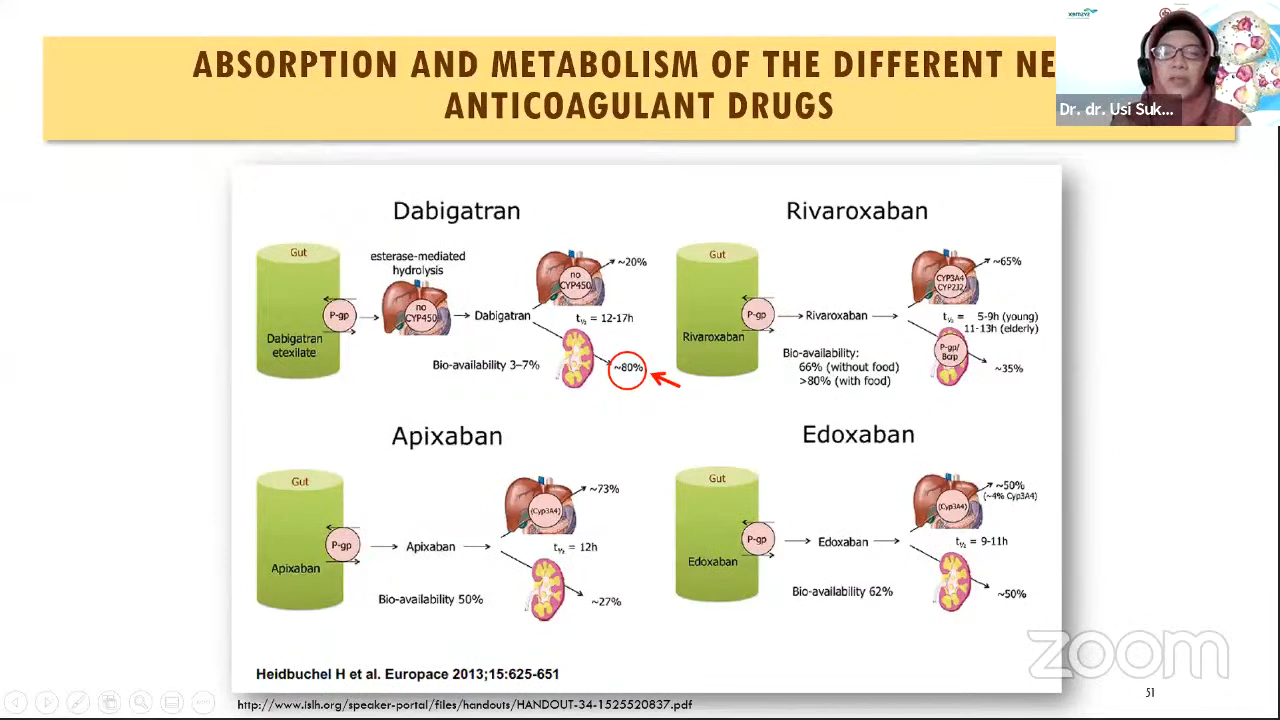 ABSORPTION AND METABOLISM OF THE DIFFERENT NE
ANTICOAGULANT DRUGS
sysmex
Dr. dr. Usi Suk...
Dabigatran
Gut
esterase-mediated
hydrolysis
P-gp
no
CYP450
Dabigatran
etexilate
Dabigatran
no
CYP450
~20%
t½ = 12-17h
Bio-availability 3–7%
~80%
Rivaroxaban
Gut
P-gp
Rivaroxaban
Rivaroxaban
CYP3A4
CYP2J2
~65%
t½ = 5-9h (young)
11-13h (elderly)
P-gp/
Bcrp
Bio-availability:
66% (without food)
>80% (with food)
~35%
Apixaban
Gut
P-gp
Apixaban
Apixaban
(Cyp3A4)
~73%
t½ = 12h
Bio-availability 50%
~27%
Edoxaban
Gut
P-gp
Edoxaban
Edoxaban
(Cyp3A4)
~50%
(~4% Cyp3A4)
t½ = 9-11h
Bio-availability 62%
~50%
Heidbuchel H et al. Europace 2013;15:625-651
zoom
51
http://www.islh.org/speaker-portal/files/handouts/HANDOUT-34-1525520837.pdf